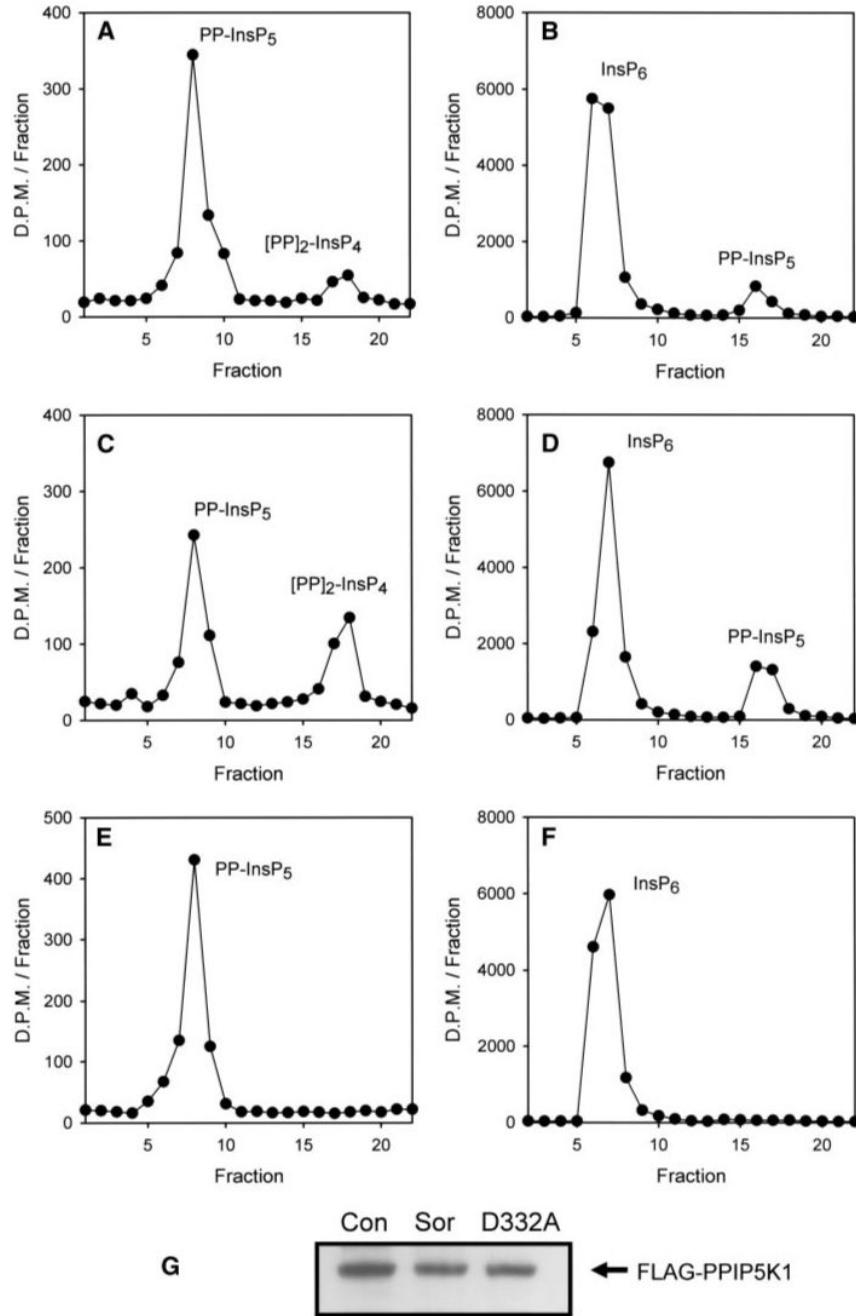 A
PP-InsP5
[PP]2-InsP4
400
300
200
100
0
D.P.M. / Fraction
5 10 15 20
Fraction
B
InsP6
PP-InsP5
8000
6000
4000
2000
0
D.P.M. / Fraction
5 10 15 20
Fraction
C
PP-InsP5
[PP]2-InsP4
400
300
200
100
0
D.P.M. / Fraction
5 10 15 20
Fraction
D
InsP6
PP-InsP5
8000
6000
4000
2000
0
D.P.M. / Fraction
5 10 15 20
Fraction
E
PP-InsP5
500
400
300
200
100
0
D.P.M. / Fraction
5 10 15 20
Fraction
F
InsP6
8000
6000
4000
2000
0
D.P.M. / Fraction
5 10 15 20
Fraction
Con Sor D332A
G
FLAG-PPIP5K1